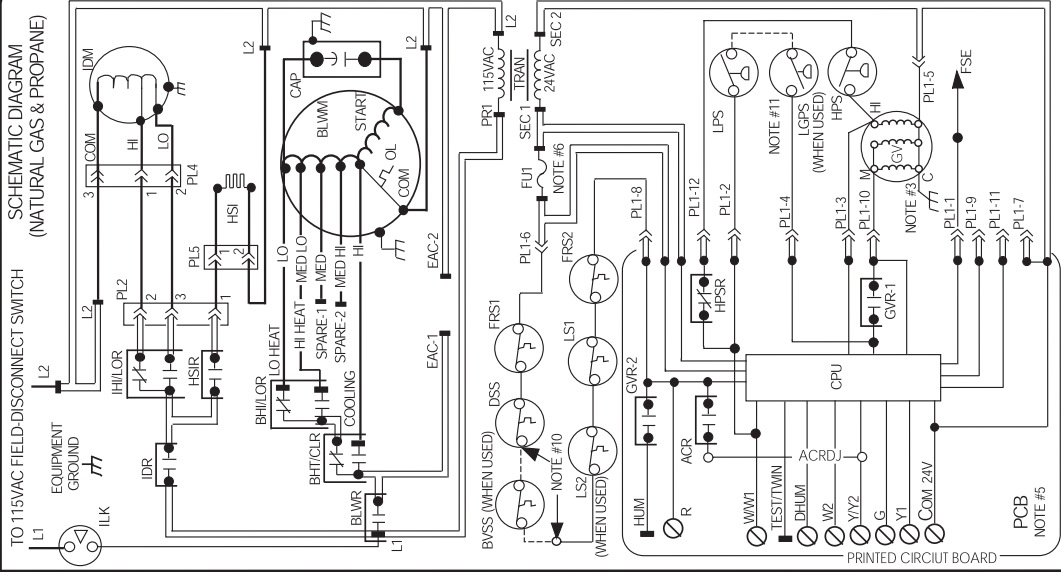 SCHEMATIC DIAGRAM
(NATURAL GAS & PROPANE)
TO 115VAC FIELD-DISCONNECT SWITCH
L1
L2
L2
ILK
EQUIPMENT
GROUND
IDM
COM
HI
LO
3
1
2
PL4
HSI
PL5
1
2
PL2
2
3
1
IHI/LOR
HSIR
IDR
L2
CAP
L2
BLWM
START
OL
COM
LO
MED LO
MED
MED HI
HI
LO HEAT
HI HEAT
SPARE-1
SPARE-2
COOLING
BHI/LOR
BHT/CLR
BLWR
L1
EAC-2
EAC-1
L2
PR1
115VAC
TRAN
24VAC
SEC 2
SEC 1
FU1
NOTE #6
PL1-6
FRS1
DSS
BVSS (WHEN USED)
NOTE #10
FRS2
LS1
LS2
(WHEN USED)
LPS
NOTE #11
LGPS
(WHEN USED)
HPS
HI
GV
M
C
NOTE #3
PL1-5
FSE
PL1-8
PL1-12
PL1-2
PL1-4
PL1-3
PL1-10
PL1-1
PL1-9
PL1-11
PL1-7
HPSR
GVR-1
GVR-2
CPU
ACR
ACRDJ
HUM
R
W/W1
TEST/TWIN
DHUM
W2
Y/Y2
G
Y1
COM 24V
PCB
NOTE #5
PRINTED CIRCIUT BOARD